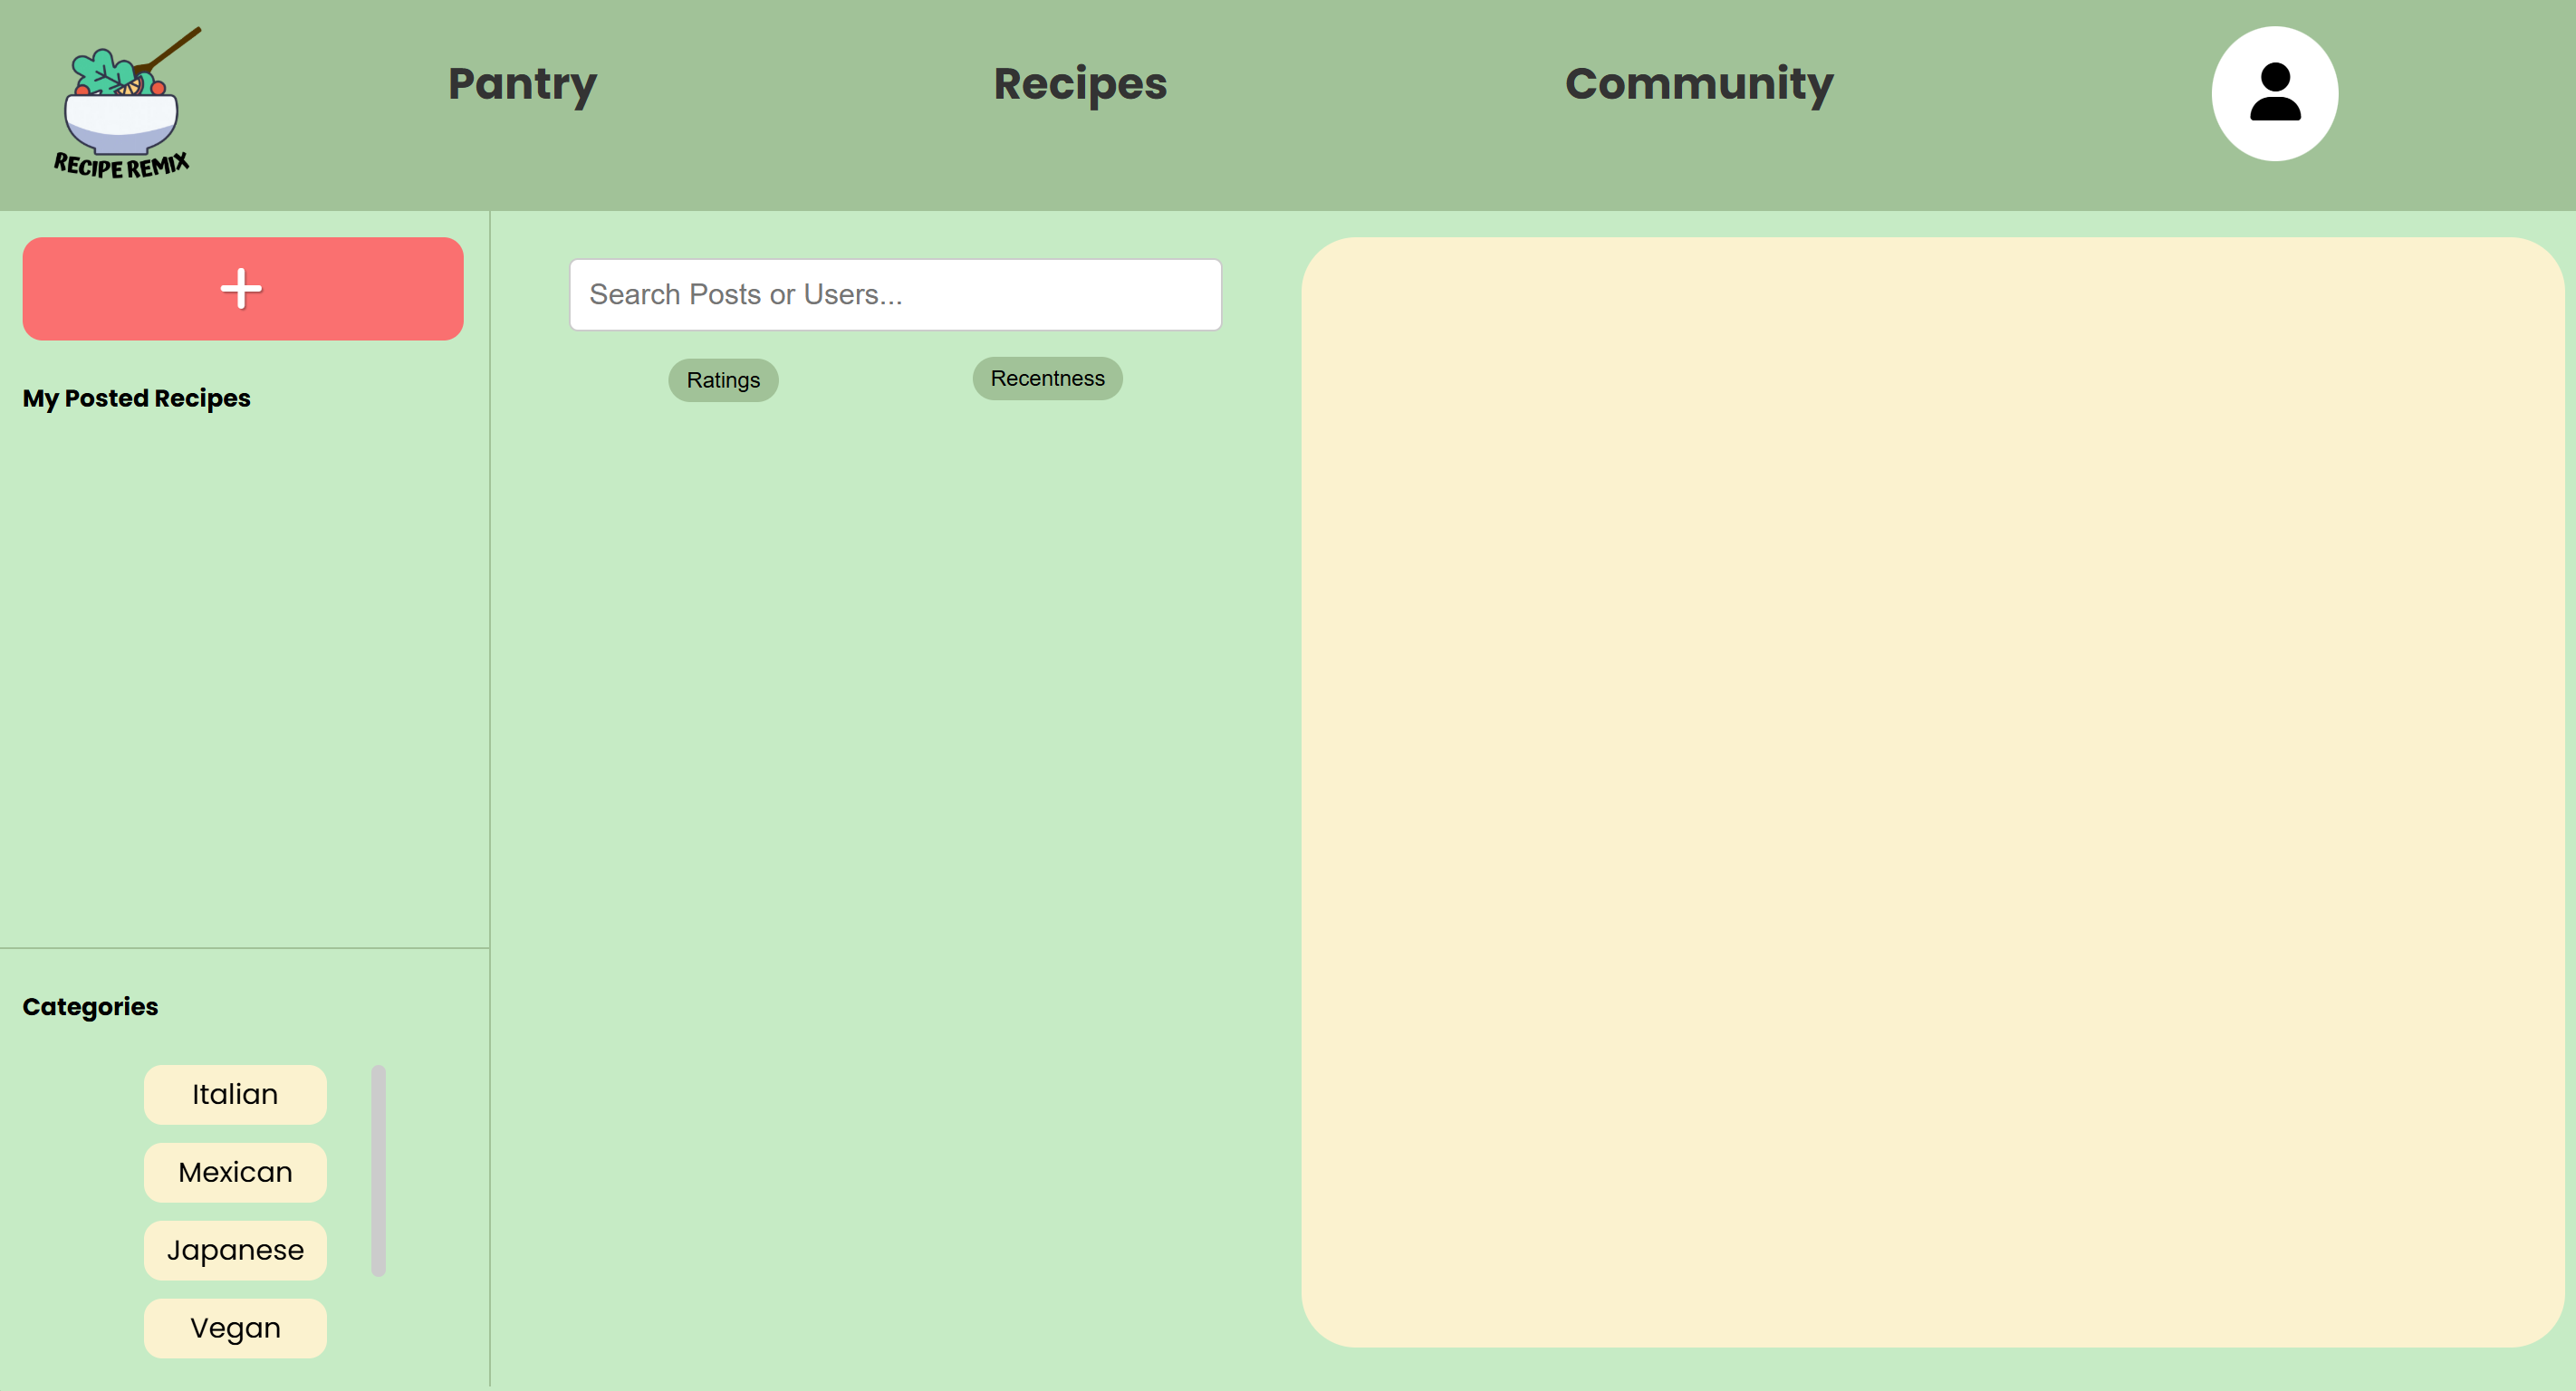 RECIPE REMIX
Pantry
Recipes
Community
My Posted Recipes
Search Posts or Users...
Ratings
Recentness
Categories
Italian
Mexican
Japanese
Vegan